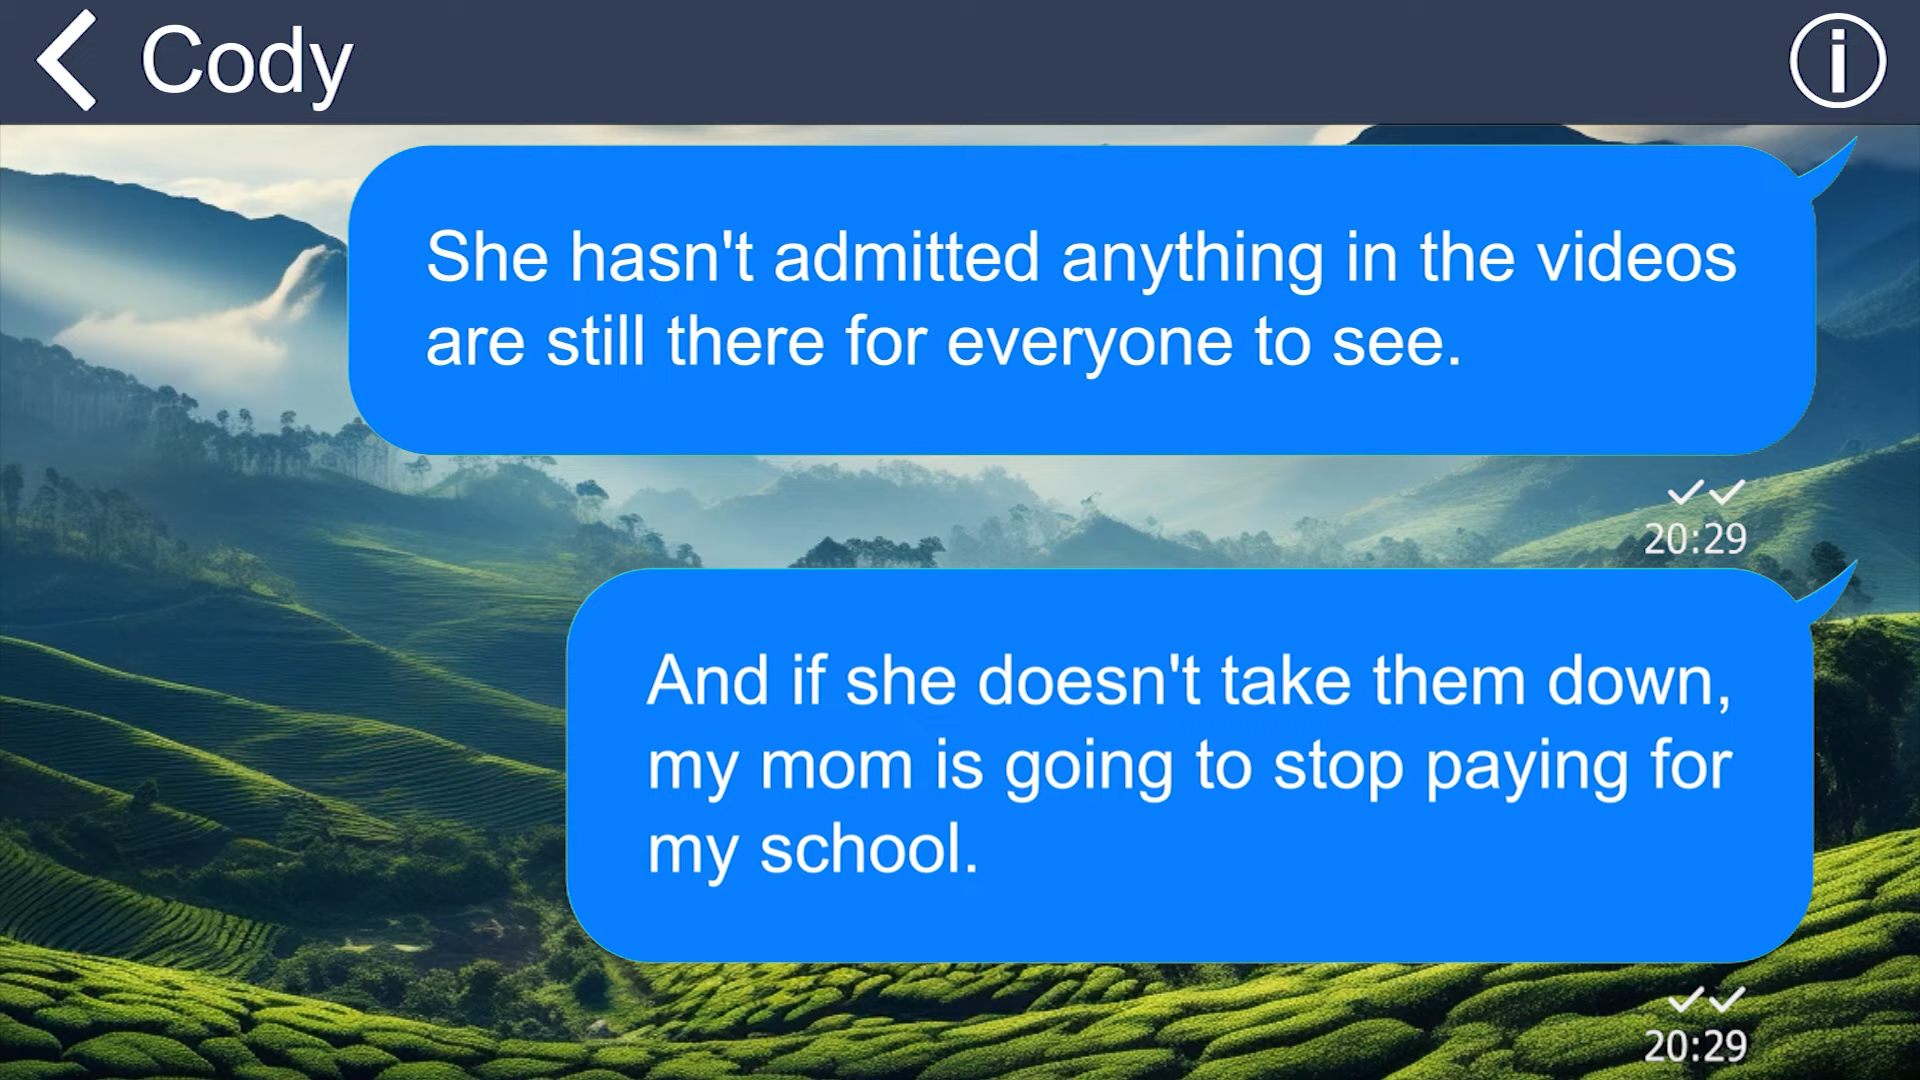 Cody
She hasn't admitted anything in the videos
are still there for everyone to see.
20:29
And if she doesn't take them down,
my mom is going to stop paying for
my school.
20:29